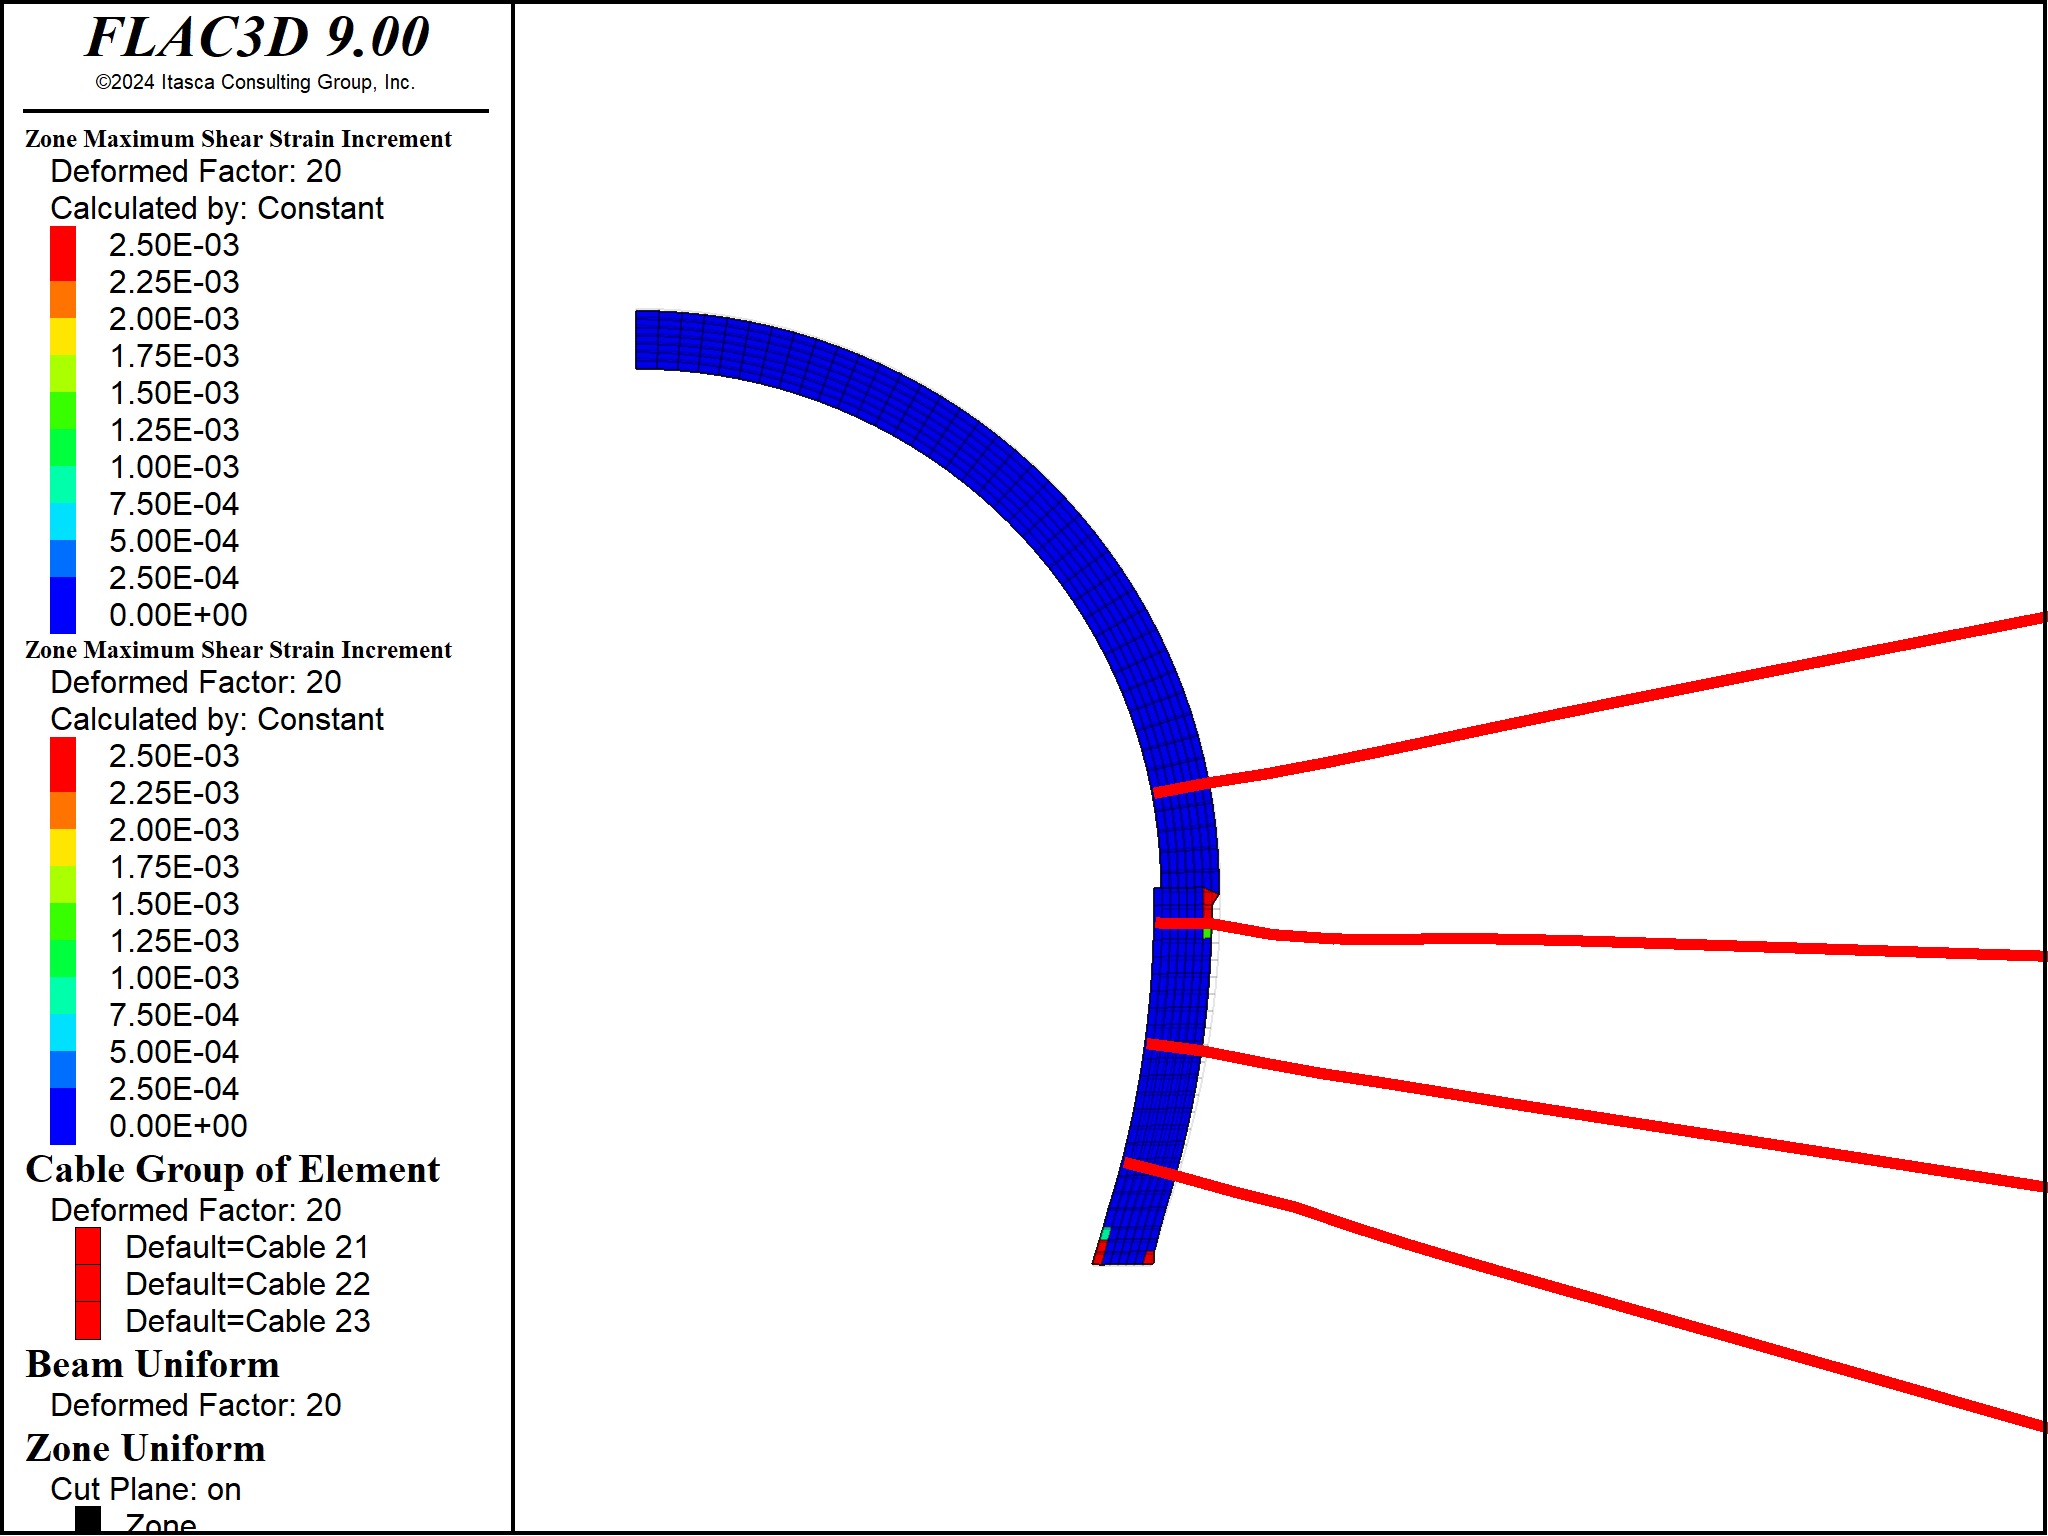 FLAC3D 9.00
©2024 Itasca Consulting Group, Inc.
Zone Maximum Shear Strain Increment
Deformed Factor: 20
Calculated by: Constant
2.50E-03
2.25E-03
2.00E-03
1.75E-03
1.50E-03
1.25E-03
1.00E-03
7.50E-04
5.00E-04
2.50E-04
0.00E+00
Zone Maximum Shear Strain Increment
Deformed Factor: 20
Calculated by: Constant
2.50E-03
2.25E-03
2.00E-03
1.75E-03
1.50E-03
1.25E-03
1.00E-03
7.50E-04
5.00E-04
2.50E-04
0.00E+00
Cable Group of Element
Deformed Factor: 20
Default=Cable 21
Default=Cable 22
Default=Cable 23
Beam Uniform
Deformed Factor: 20
Zone Uniform
Cut Plane: on
Zone